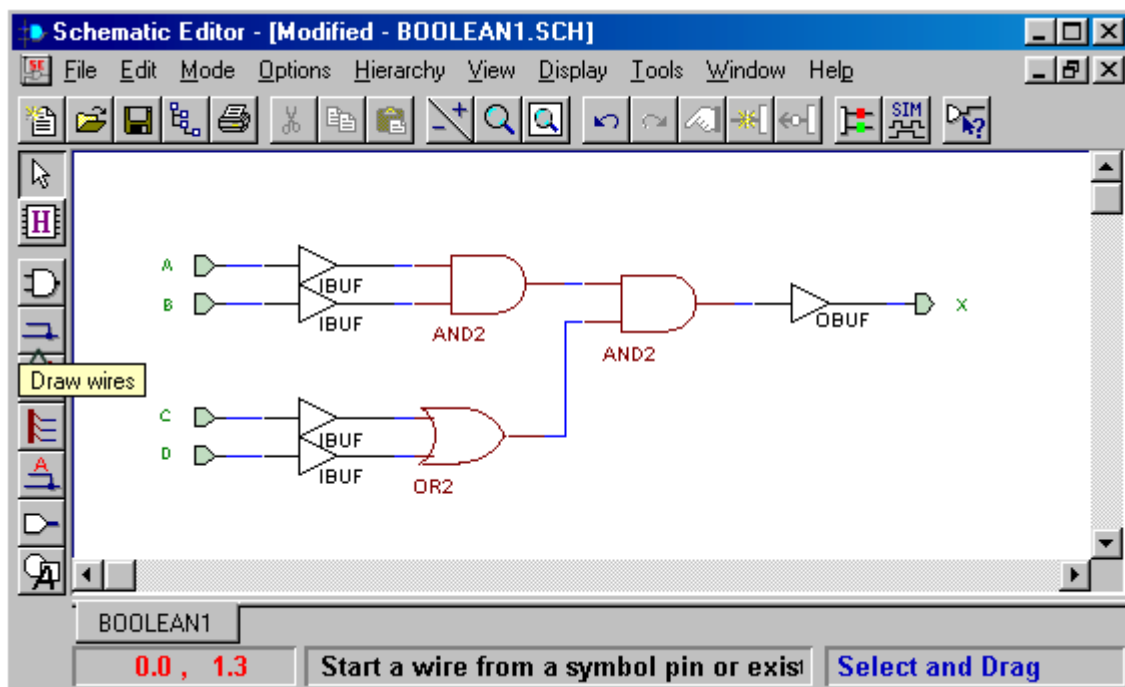 Schematic Editor - [Modified - BOOLEAN1.SCH]
File Edit Mode Options Hierarchy View Display Tools Window Help
SIM
H
A
IBUF
B
IBUF
AND2
AND2
OBUF
X
Draw wires
C
IBUF
D
IBUF
OR2
A
A
BOOLEAN1
0.0 , 1.3
Start a wire from a symbol pin or exist
Select and Drag